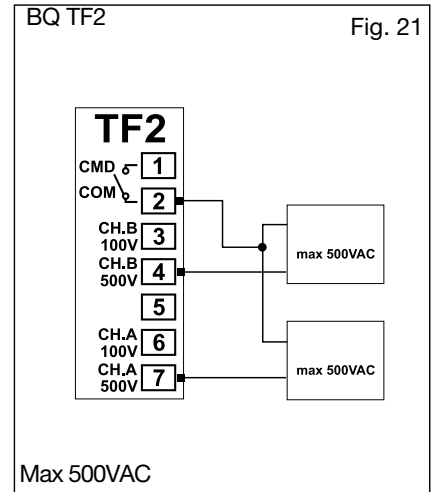 BQ TF2
Fig. 21
TF2
CMD
1
COM
2
CH.B
100V
3
CH.B
500V
4
5
CH.A
100V
6
CH.A
500V
7
max 500VAC
max 500VAC
Max 500VAC